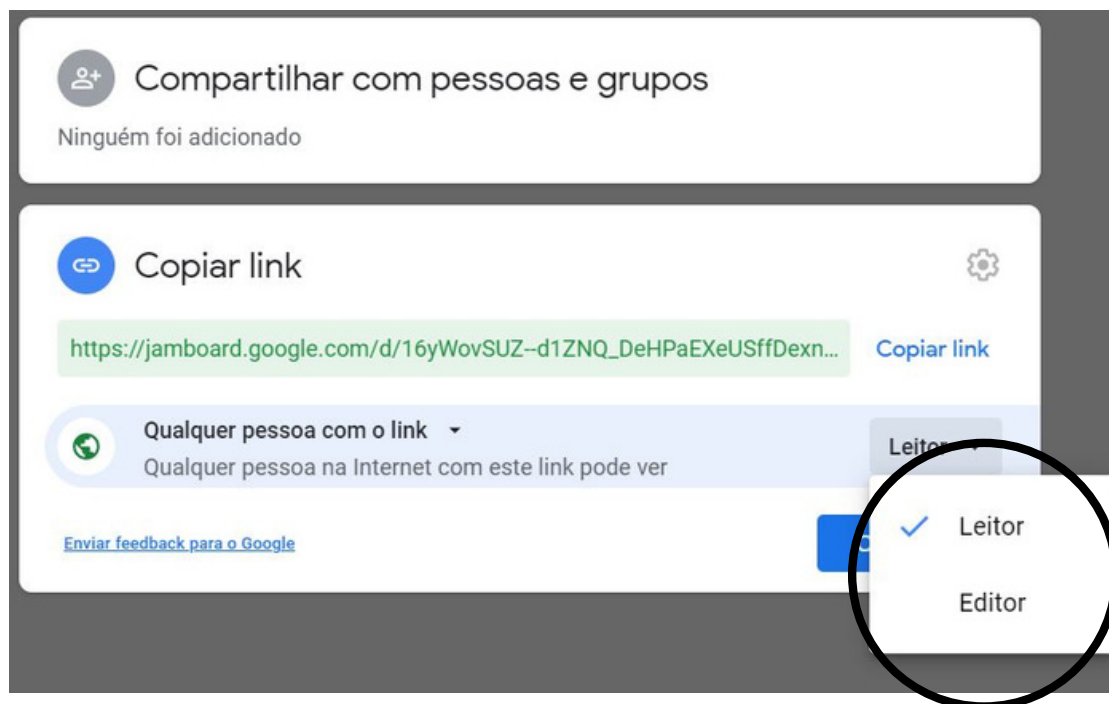 Compartilhar com pessoas e grupos
Ninguém foi adicionado
Copiar link
https://jamboard.google.com/d/16yWovSUZ--d1ZNQ_DeHPaEXeUSffDexn...
Copiar link
Qualquer pessoa com o link
Leitor
Qualquer pessoa na Internet com este link pode ver
Leitor
Enviar feedback para o Google
Editor